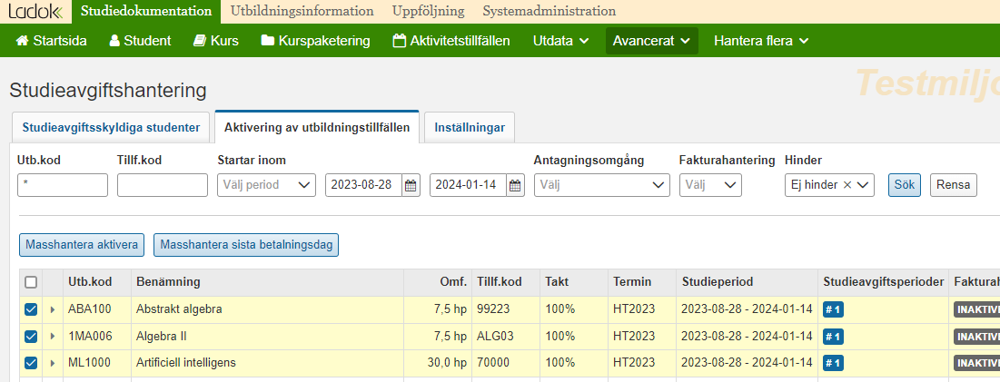 Ladok Studiedokumentation Utbildningsinformation Uppföljning Systemadministration
Startsida Student Kurs Kurspaketering Aktivitetstillfällen Utdata Avancerat Hantera flera
Studieavgiftshantering
Testmiljö
Studieavgiftsskyldiga studenter Aktivering av utbildningstillfällen Inställningar
Utb.kod Tillf.kod Startar inom Antagningsomgång Fakturahantering Hinder
* Välj period 2023-08-28 2024-01-14 Välj Välj Ej hinder × Sök Rensa
Masshantera aktivera Masshantera sista betalningsdag
Utb.kod Benämning Omf. Tillf.kod Takt Termin Studieperiod Studieavgiftsperioder Fakturah
ABA100 Abstrakt algebra 7,5 hp 99223 100% HT2023 2023-08-28 - 2024-01-14 # 1 INAKTIVE
1MA006 Algebra II 7,5 hp ALG03 100% HT2023 2023-08-28 - 2024-01-14 # 1 INAKTIVE
ML1000 Artificiell intelligens 30,0 hp 70000 100% HT2023 2023-08-28 - 2024-01-14 # 1 INAKTIVE